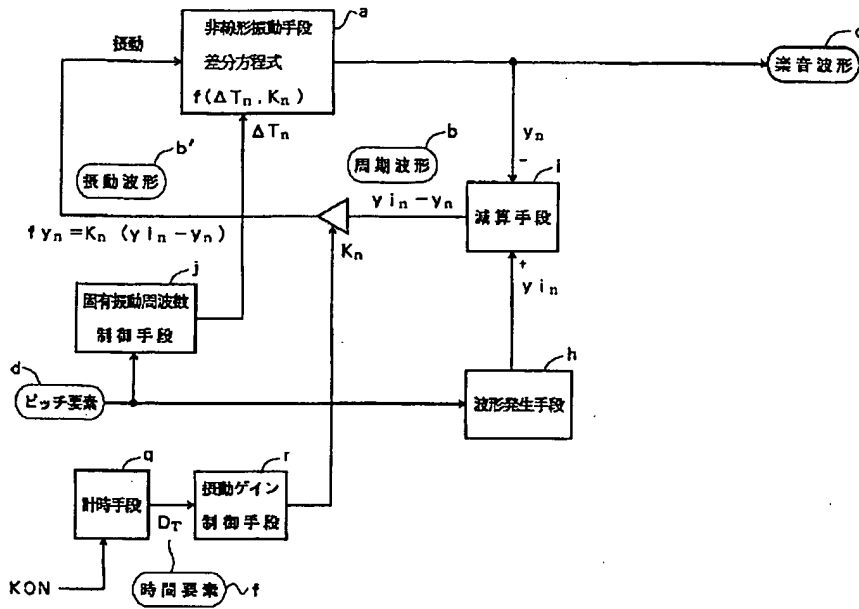 a
非線形振動手段
差分方程式
f(ΔTn, Kn)
摂動
c
楽音波形
ΔTn
b'
摂動波形
b
周期波形
yn
-
i
減算手段
yin-yn
fyn=Kn (yin-yn)
Kn
+
yin
j
固有振動周波数
制御手段
d
ピッチ要素
h
波形発生手段
q
計時手段
DT
r
摂動ゲイン
制御手段
KON
時間要素
f